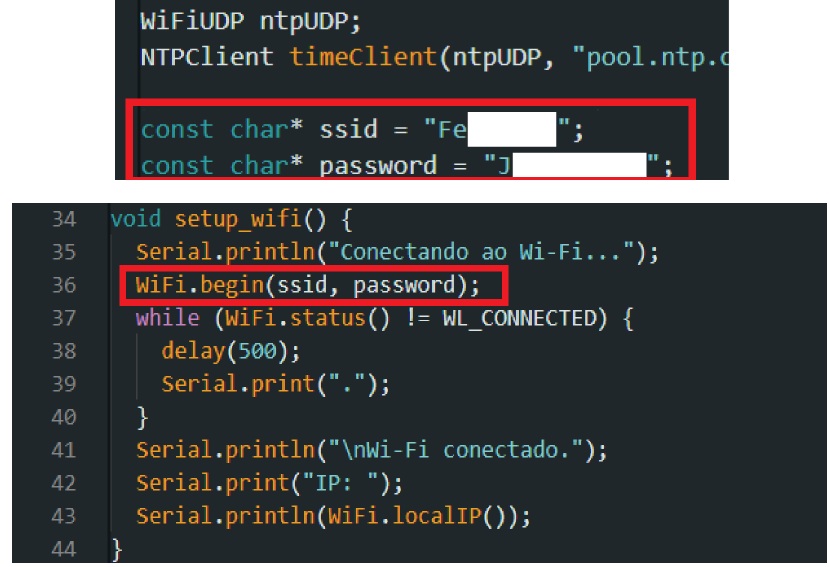 WiFiUDP ntpUDP;
NTPClient timeClient(ntpUDP, "pool.ntp.
const char* ssid = "Fe";
const char* password = "J";
34 void setup_wifi() {
35 Serial.println("Conectando ao Wi-Fi...");
36 WiFi.begin(ssid, password);
37 while (WiFi.status() != WL_CONNECTED) {
38 delay(500);
39 Serial.print(".");
40 }
41 Serial.println("\nWi-Fi conectado.");
42 Serial.print("IP: ");
43 Serial.println(WiFi.localIP());
44 }